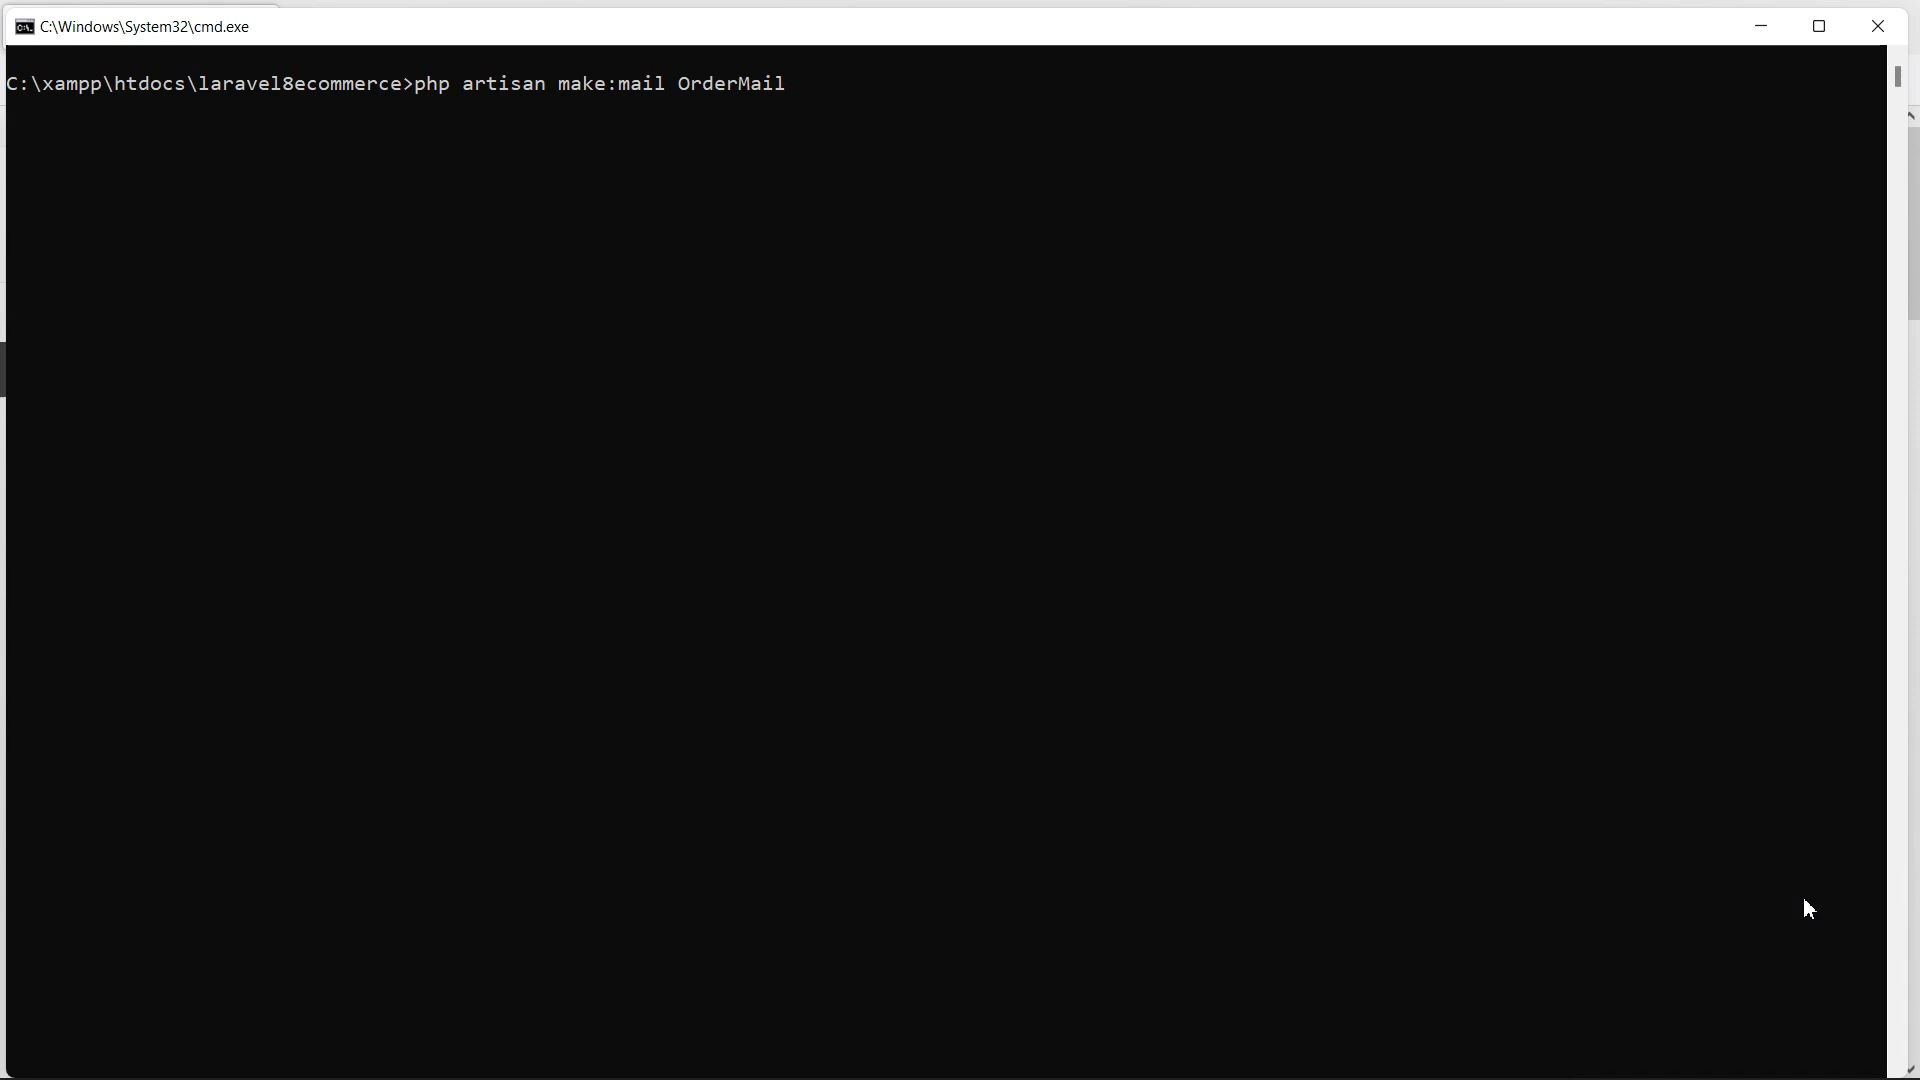 C:\Windows\System32\cmd.exe
C:\xampp\htdocs\laravel8ecommerce>php artisan make:mail OrderMail